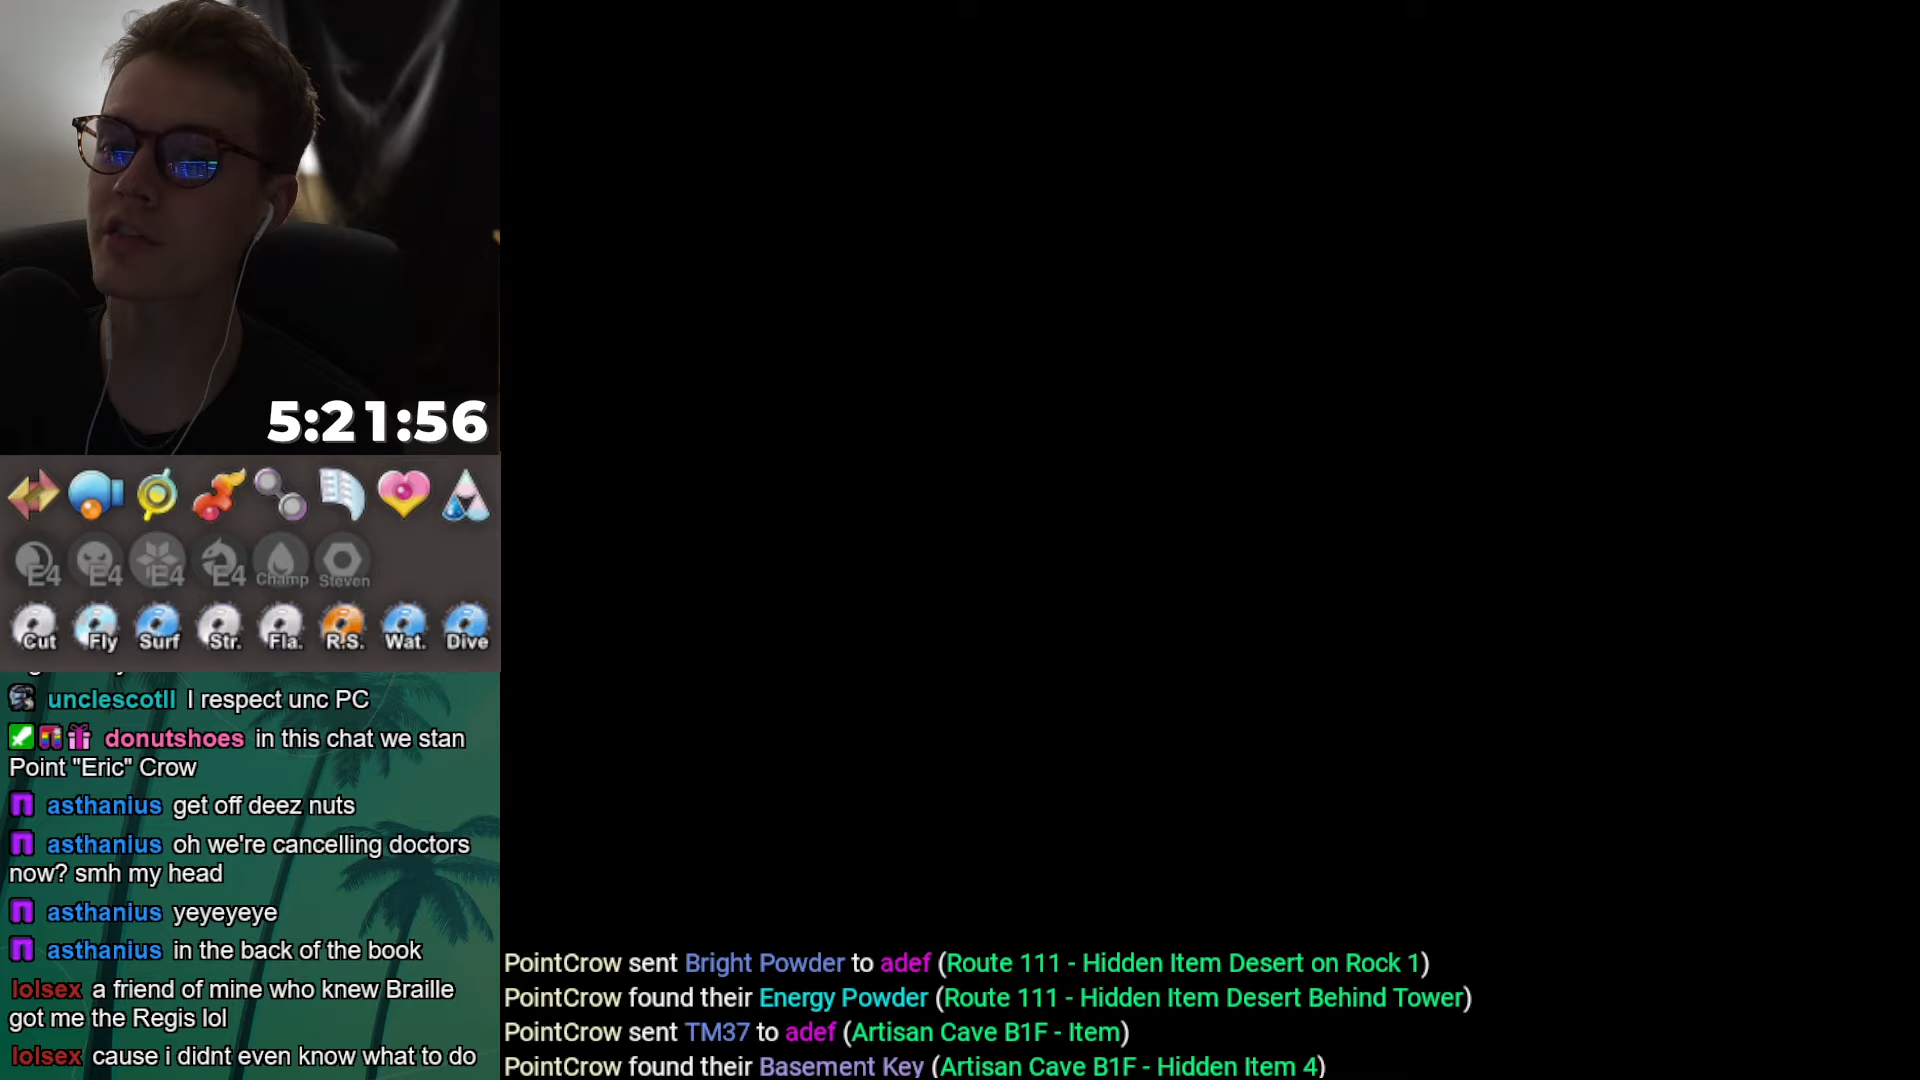 5:21:56
E4 E4 E4 E4 Champ Steven
Cut Fly Surf Str. Fla. R.S. Wat. Dive
unclescotll I respect unc PC
donutshoes in this chat we stan
Point "Eric" Crow
asthanius get off deez nuts
asthanius oh we're cancelling doctors
now? smh my head
asthanius yeyeyeye
asthanius in the back of the book
lolsex a friend of mine who knew Braille
got me the Regis lol
lolsex cause i didnt even know what to do
PointCrow sent Bright Powder to adef (Route 111 - Hidden Item Desert on Rock 1)
PointCrow found their Energy Powder (Route 111 - Hidden Item Desert Behind Tower)
PointCrow sent TM37 to adef (Artisan Cave B1F - Item)
PointCrow found their Basement Key (Artisan Cave B1F - Hidden Item 4)